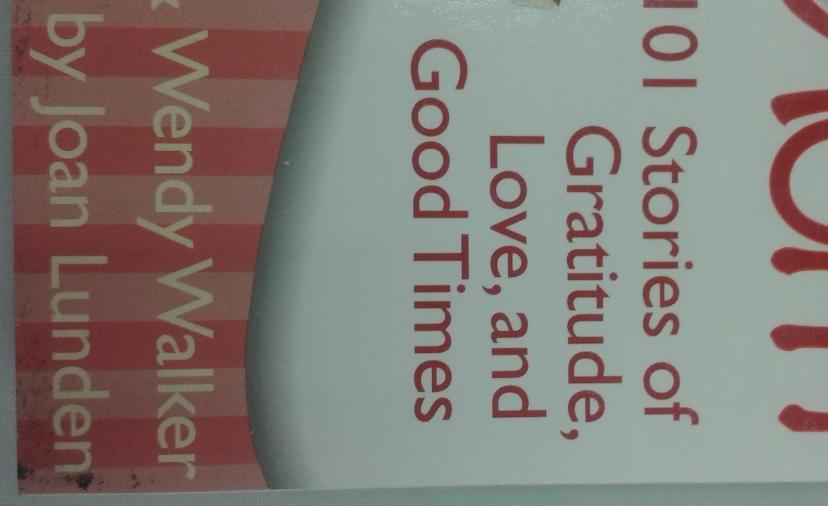 101 Stories of
Gratitude,
Love, and
Good Times
Wendy Walker
by Joan Lunden